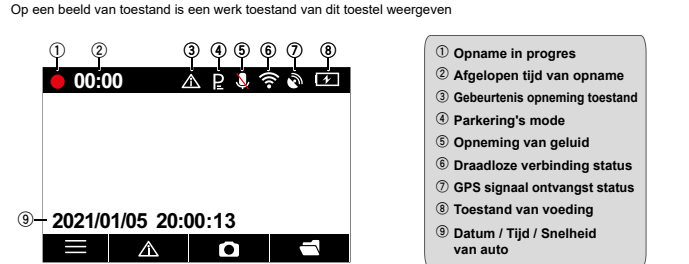 Op een beeld van toestand is een werk toestand van dit toestel weergeven
① ② ③ ④ ⑤ ⑥ ⑦ ⑧
00:00 P
⑨ 2021/01/05 20:00:13
① Opname in progres
② Afgelopen tijd van opname
③ Gebeurtenis opneming toestand
④ Parkering's mode
⑤ Opneming van geluid
⑥ Draadloze verbinding status
⑦ GPS signaal ontvangst status
⑧ Toestand van voeding
⑨ Datum / Tijd / Snelheid
van auto